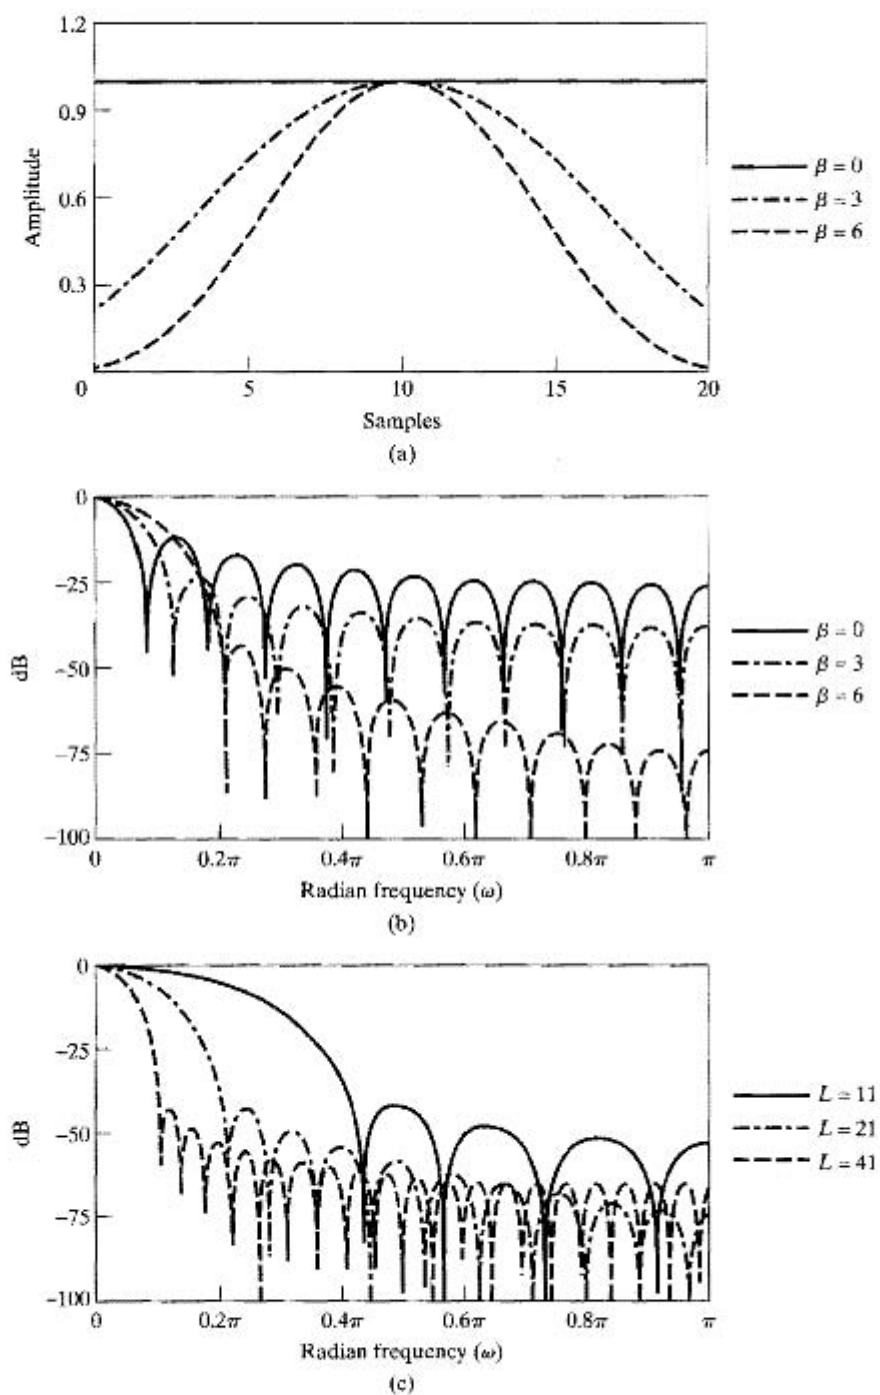 1.2
0.9
0.6
0.3
Amplitude
0 5 10 15 20
Samples
(a)
β = 0
β = 3
β = 6
0
−25
−50
−75
−100
dB
0 0.2π 0.4π 0.6π 0.8π π
Radian frequency (ω)
(b)
β = 0
β = 3
β = 6
0
−25
−50
−75
−100
dB
0 0.2π 0.4π 0.6π 0.8π π
Radian frequency (ω)
(c)
L = 11
L = 21
L = 41